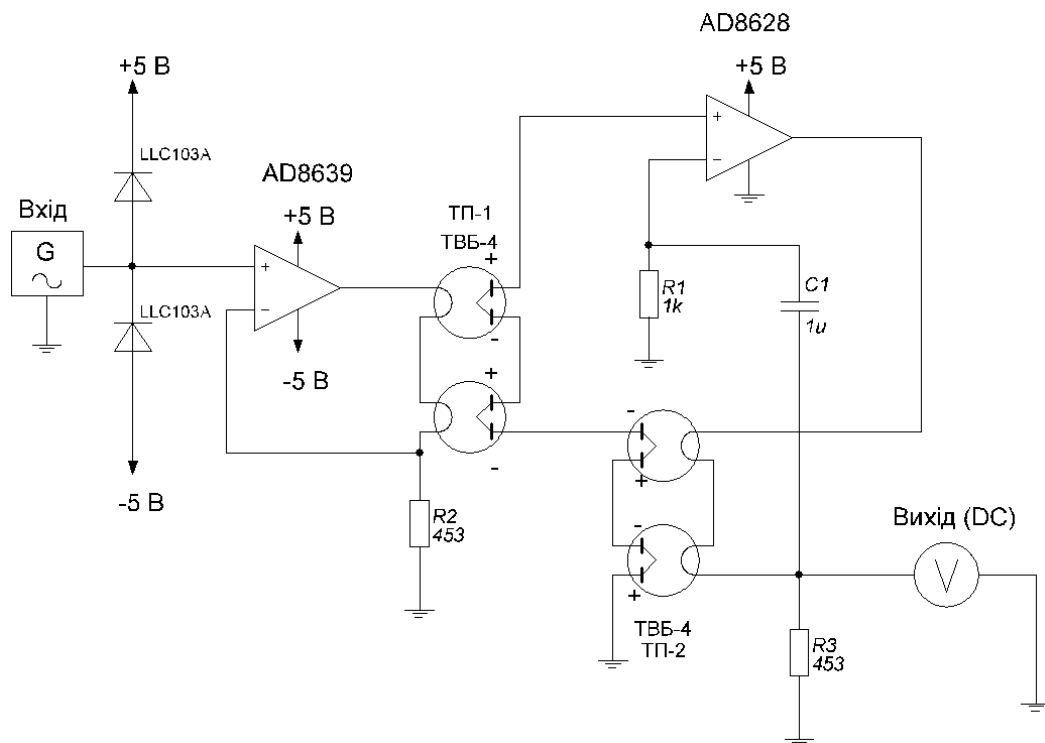 AD8628
+5 В
+5 В
LLC103A
AD8639
Вхід
G
+5 В
ТП-1
ТВБ-4
+
-
+
-
+
-
+
-
LLC103A
-5 В
-5 В
R1
1k
C1
1u
R2
453
-
+
-
+
ТВБ-4
ТП-2
Вихід (DC)
V
R3
453